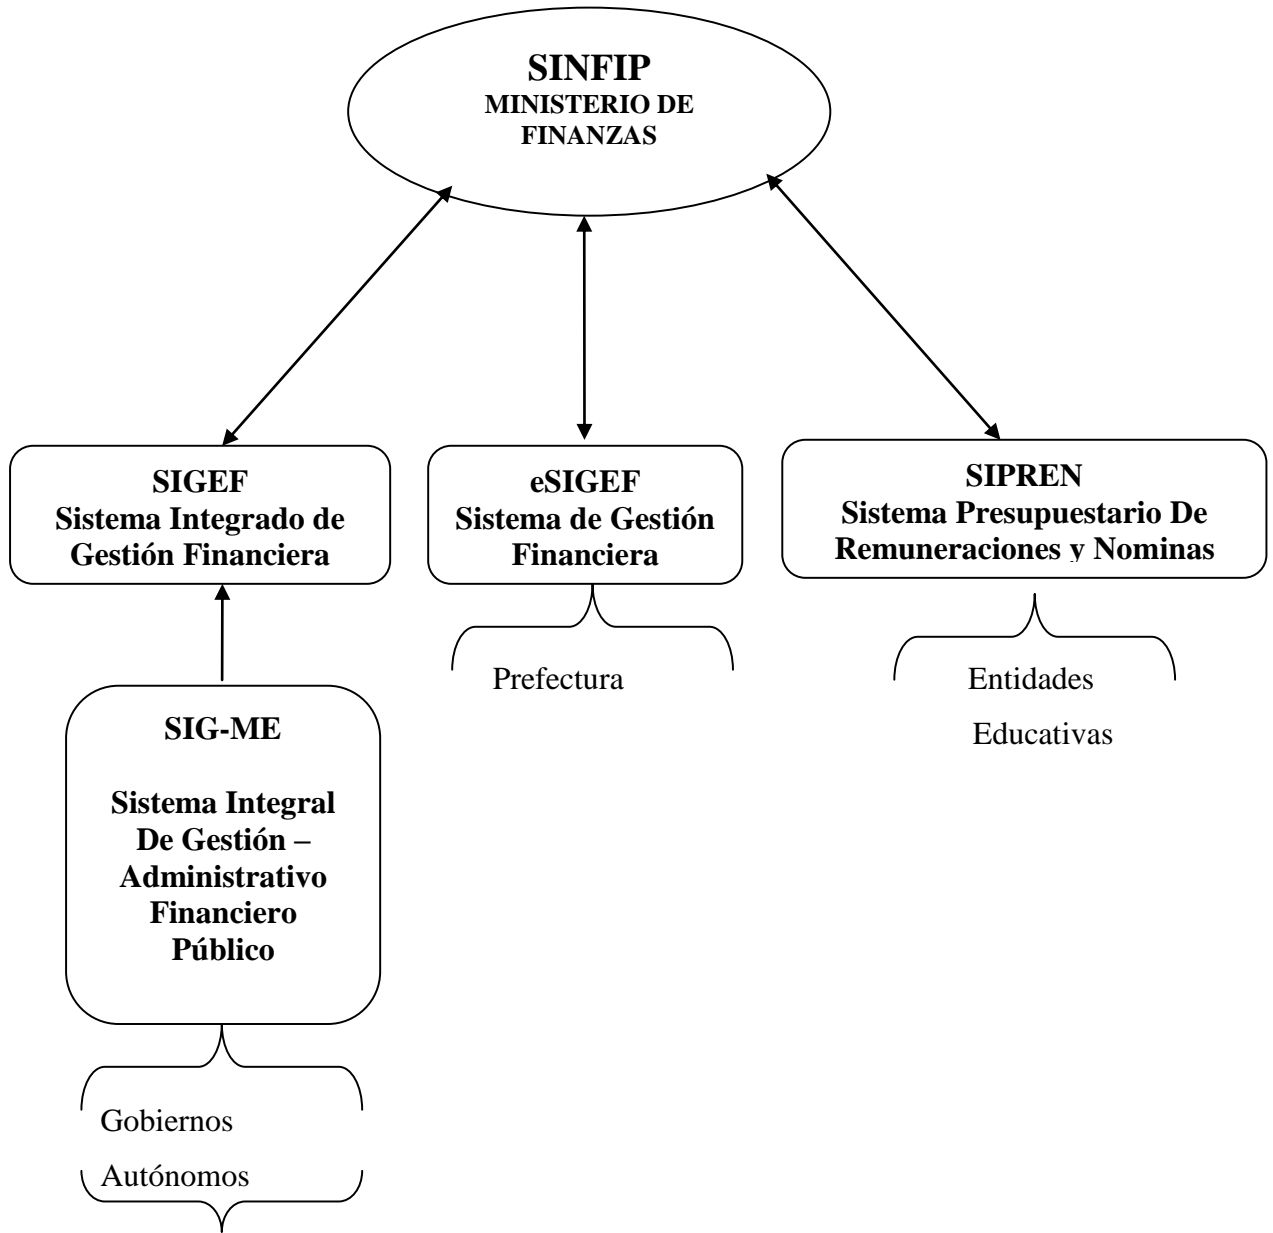 SINFIP
MINISTERIO DE
FINANZAS
SIGEF
Sistema Integrado de
Gestión Financiera
eSIGEF
Sistema de Gestión
Financiera
SIPREN
Sistema Presupuestario De
Remuneraciones y Nominas
Prefectura
Entidades
Educativas
SIG-ME
Sistema Integral
De Gestión –
Administrativo
Financiero
Público
Gobiernos
Autónomos